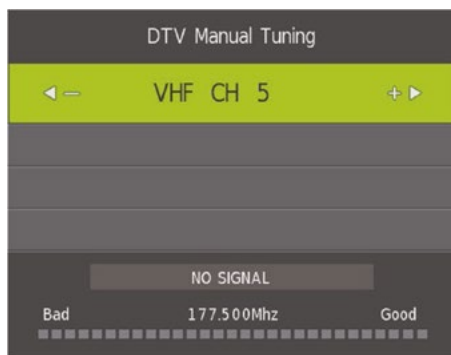 DTV Manual Tuning
VHF CH 5
NO SIGNAL
Bad 177.500Mhz Good